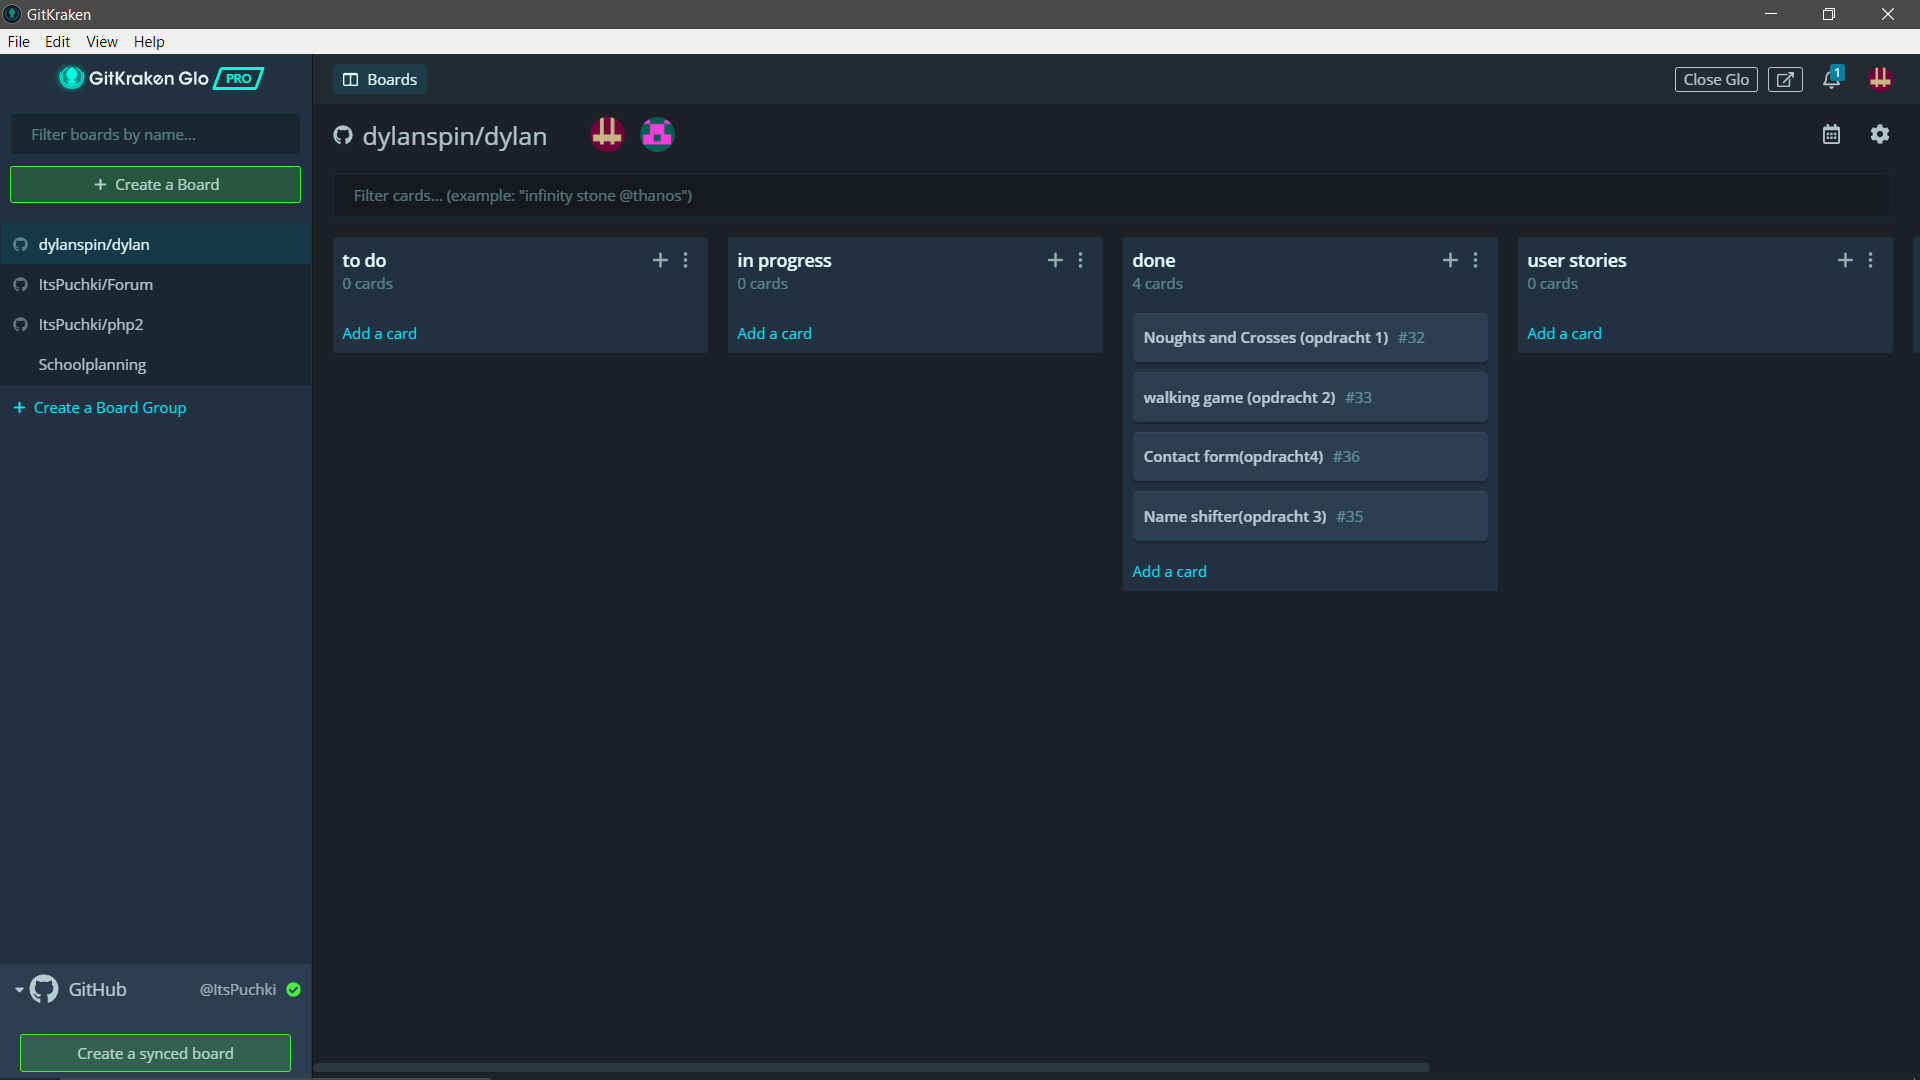 GitKraken
File Edit View Help
GitKraken Glo PRO
Filter boards by name...
+ Create a Board
dylanspin/dylan
ItsPuchki/Forum
ItsPuchki/php2
Schoolplanning
+ Create a Board Group
GitHub @ItsPuchki
Create a synced board
Boards
Close Glo
1
dylanspin/dylan
Filter cards... (example: "infinity stone @thanos")
to do
0 cards
Add a card
in progress
0 cards
Add a card
done
4 cards
Noughts and Crosses (opdracht 1) #32
walking game (opdracht 2) #33
Contact form(opdracht4) #36
Name shifter(opdracht 3) #35
Add a card
user stories
0 cards
Add a card